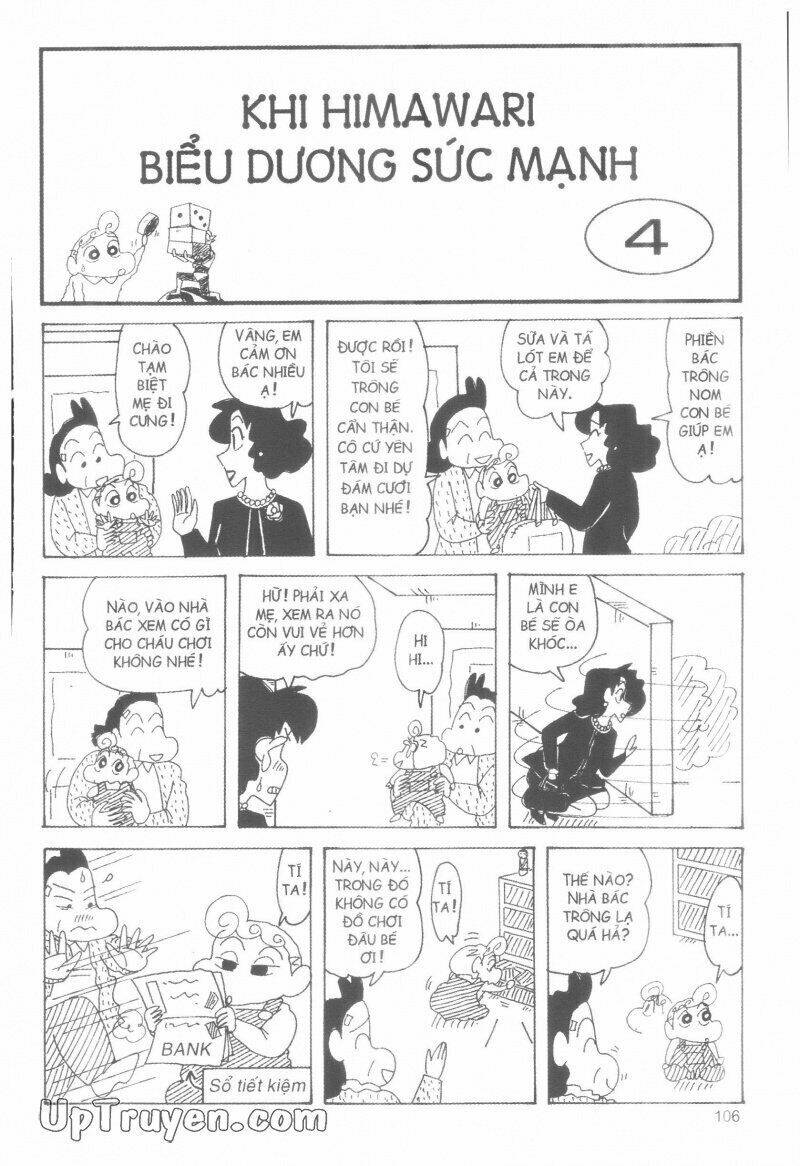 KHI HIMAWARI
BIỂU DƯƠNG SỨC MẠNH
4
PHIỀN
BÁC
TRÔNG
NOM
CON BÉ
GIÚP EM
Ạ!
SỮA VÀ TÃ
LÓT EM ĐỂ
CẢ TRONG
NÀY.
ĐƯỢC RỒI!
TÔI SẼ
TRÔNG
CON BÉ
CẨN THẬN.
CÔ CỨ YÊN
TÂM ĐI DỰ
ĐÁM CƯỚI
BẠN NHÉ!
VÂNG, EM
CẢM ƠN
BÁC NHIỀU
Ạ!
CHÀO
TẠM
BIỆT
MẸ ĐI
CƯNG!
MÌNH E
LÀ CON
BÉ SẼ ÒA
KHÓC...
HỪ! PHẢI XA
MẸ, XEM RA NÓ
CÒN VUI VẺ HƠN
ẤY CHỨ!
HI
HI...
NÀO, VÀO NHÀ
BÁC XEM CÓ GÌ
CHO CHÁU CHƠI
KHÔNG NHÉ!
THẾ NÀO?
NHÀ BÁC
TRÔNG LẠ
QUÁ HẢ?
TÍ
TA...
TÍ
TA!
NÀY, NÀY...
TRONG ĐÓ
KHÔNG CÓ
ĐỒ CHƠI
ĐÂU BÉ
ƠI!
TÍ
TA!
BANK
Sổ tiết kiệm
UpTruyen.com
106